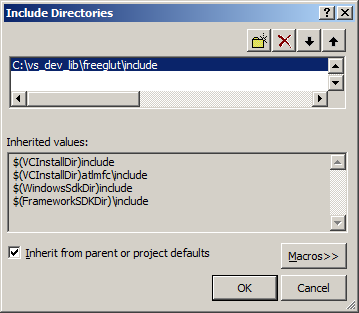 Include Directories
C:\vs_dev_lib\freeglut\include
Inherited values:
$(VCInstallDir)include
$(VCInstallDir)atlmfc\include
$(WindowsSdkDir)include
$(FrameworkSDKDir)\include
Inherit from parent or project defaults
Macros>>
OK
Cancel